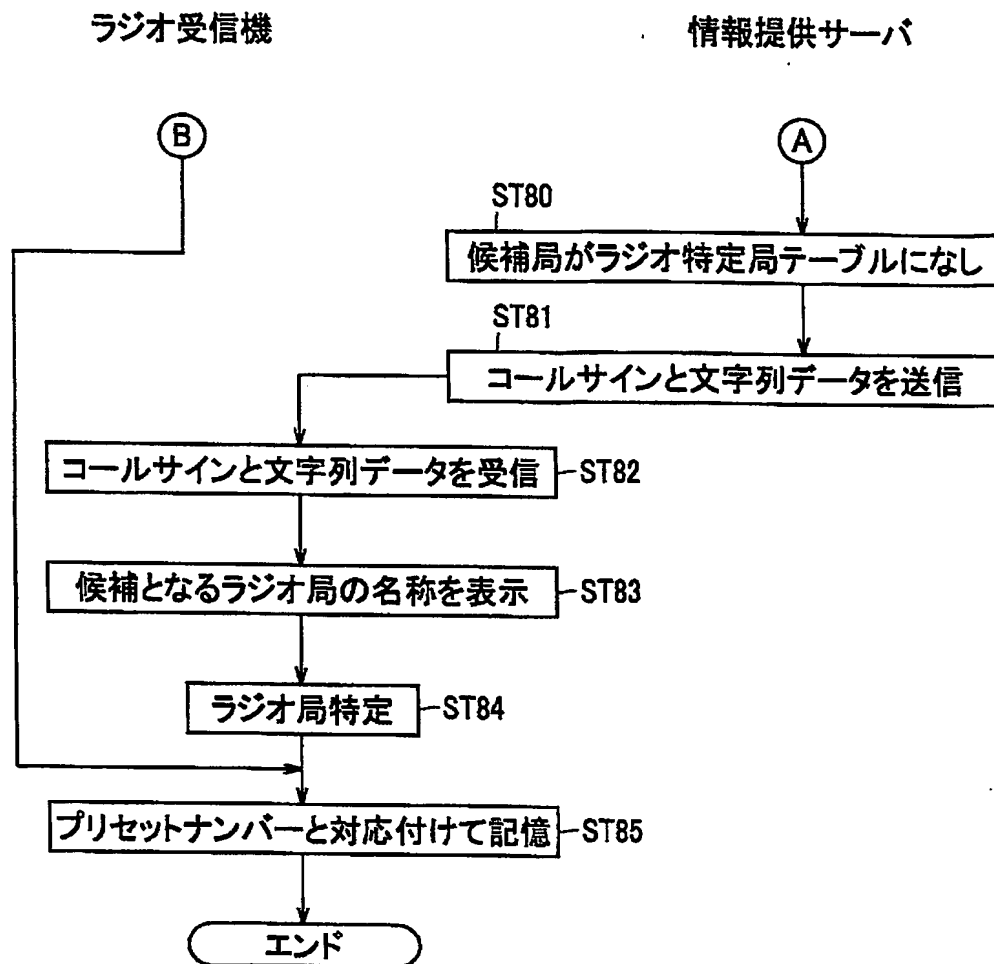 ラジオ受信機
情報提供サーバ
B
A
ST80
候補局がラジオ特定局テーブルになし
ST81
コールサインと文字列データを送信
コールサインと文字列データを受信
ST82
候補となるラジオ局の名称を表示
ST83
ラジオ局特定
ST84
プリセットナンバーと対応付けて記憶
ST85
エンド